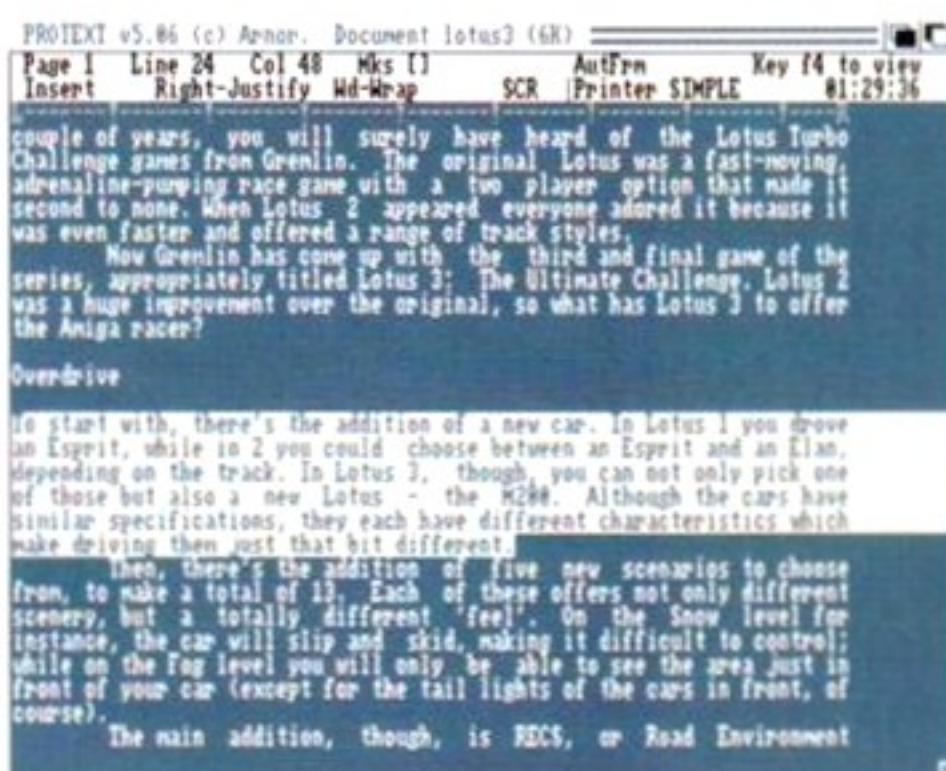 PROTEXT v5.06 (c) Arnor. Document lotus3 (6K)
Page 1 Line 24 Col 48 Mks [] AutFrm Key f4 to view
Insert Right-Justify Wd-Wrap SCR Printer SIMPLE 01:29:36
couple of years, you will surely have heard of the Lotus Turbo
Challenge games from Gremlin. The original Lotus was a fast-moving,
adrenaline-pumping race game with a two player option that made it
second to none. When Lotus 2 appeared everyone adored it because it
was even faster and offered a range of track styles.
Now Gremlin has come up with the third and final game of the
series, appropriately titled Lotus 3: The Ultimate Challenge. Lotus 2
was a huge improvement over the original, so what has Lotus 3 to offer
the Amiga racer?
Overdrive
To start with, there's the addition of a new car. In Lotus 1 you drove
an Esprit, while in 2 you could choose between an Esprit and an Elan,
depending on the track. In Lotus 3, though, you can not only pick one
of those but also a new Lotus - the M200. Although the cars have
similar specifications, they each have different characteristics which
make driving them just that bit different.
Then, there's the addition of five new scenarios to choose
from, to make a total of 13. Each of these offers not only different
scenery, but a totally different 'feel'. On the Snow level for
instance, the car will slip and skid, making it difficult to control;
while on the Fog level you will only be able to see the area just in
front of your car (except for the tail lights of the cars in front, of
course).
The main addition, though, is RECS, or Road Environment